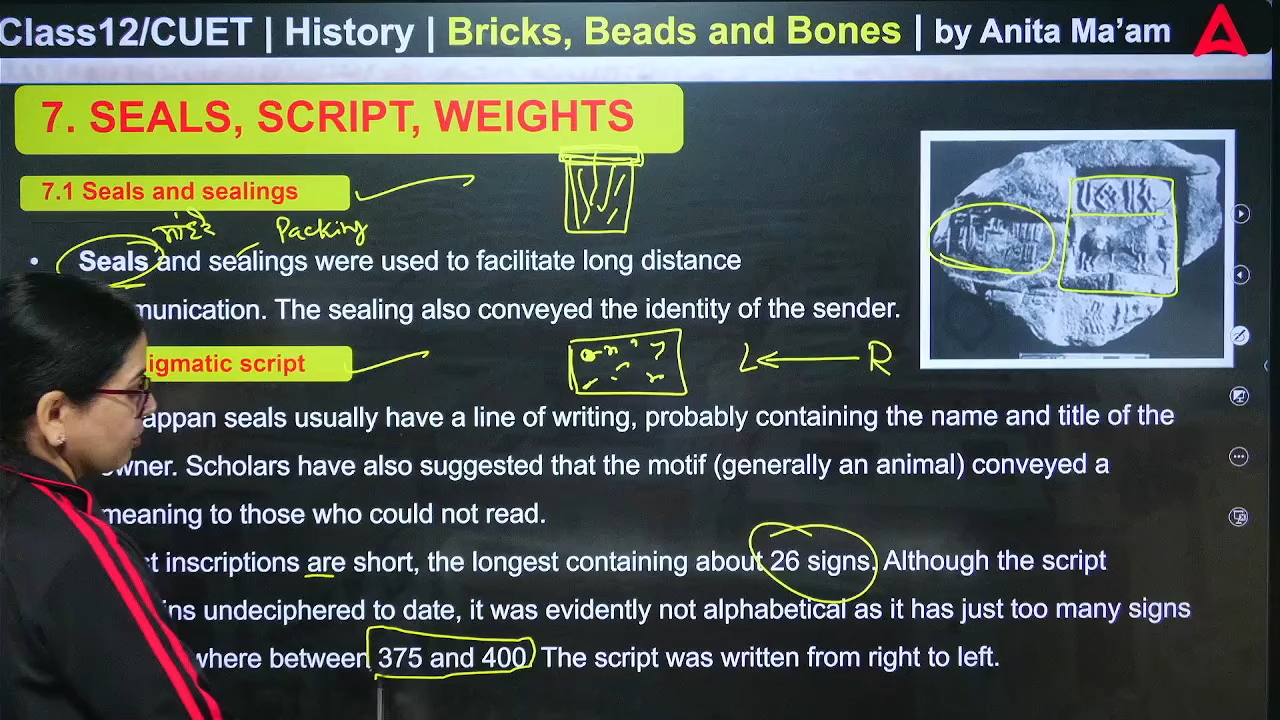 Class12/CUET | History | Bricks, Beads and Bones | by Anita Ma’am
7. SEALS, SCRIPT, WEIGHTS
7.1 Seals and sealings
Packing
• Seals and sealings were used to facilitate long distance
munication. The sealing also conveyed the identity of the sender.
igmatic script
L R
appan seals usually have a line of writing, probably containing the name and title of the
owner. Scholars have also suggested that the motif (generally an animal) conveyed a
meaning to those who could not read.
st inscriptions are short, the longest containing about 26 signs. Although the script
ins undeciphered to date, it was evidently not alphabetical as it has just too many signs
where between 375 and 400. The script was written from right to left.